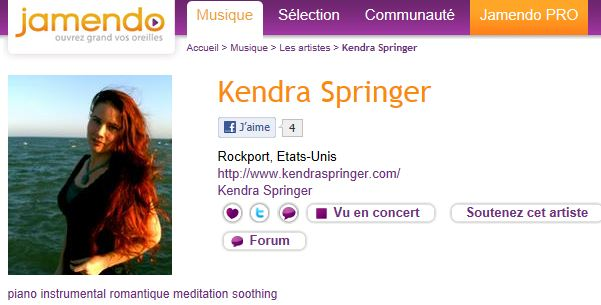 jamendo
ouvrez grand vos oreilles
Musique Sélection Communauté Jamendo PRO
Accueil > Musique > Les artistes > Kendra Springer
Kendra Springer
J'aime 4
Rockport, Etats-Unis
http://www.kendraspringer.com/
Kendra Springer
Vu en concert Soutenez cet artiste
Forum
piano instrumental romantique meditation soothing